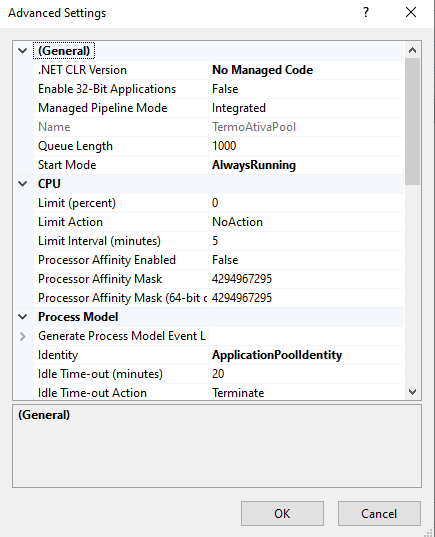 Advanced Settings ? ×
(General)
.NET CLR Version No Managed Code
Enable 32-Bit Applications False
Managed Pipeline Mode Integrated
Name TermoAtivaPool
Queue Length 1000
Start Mode AlwaysRunning
CPU
Limit (percent) 0
Limit Action NoAction
Limit Interval (minutes) 5
Processor Affinity Enabled False
Processor Affinity Mask 4294967295
Processor Affinity Mask (64-bit o 4294967295
Process Model
Generate Process Model Event L
Identity ApplicationPoolIdentity
Idle Time-out (minutes) 20
Idle Time-out Action Terminate
(General)
OK Cancel